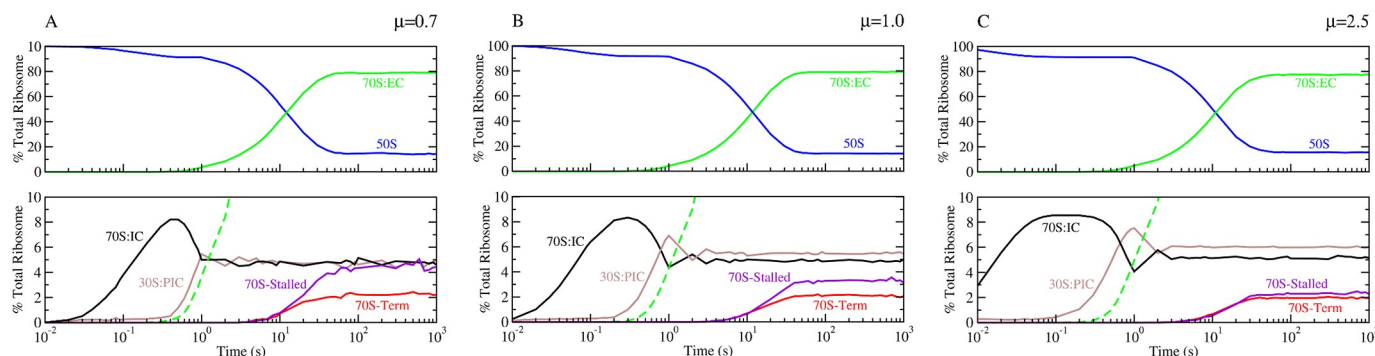 A μ=0.7
B μ=1.0
C μ=2.5
% Total Ribosome
10
80
60
40
20
0
70S:EC
50S
% Total Ribosome
100
80
60
40
20
0
70S:EC
50S
% Total Ribosome
100
80
60
40
20
0
70S:EC
50S
% Total Ribosome
10
8
6
4
2
0
70S:IC
30S:PIC
70S-Stalled
70S-Term
10-2 10-1 100 101 102 103
Time (s)
% Total Ribosome
10
8
6
4
2
0
70S:IC
30S:PIC
70S-Stalled
70S-Term
10-2 10-1 100 101 102 103
Time (s)
% Total Ribosome
10
8
6
4
2
0
70S:IC
30S:PIC
70S-Stalled
70S-Term
10-2 10-1 100 101 102 10
Time (s)